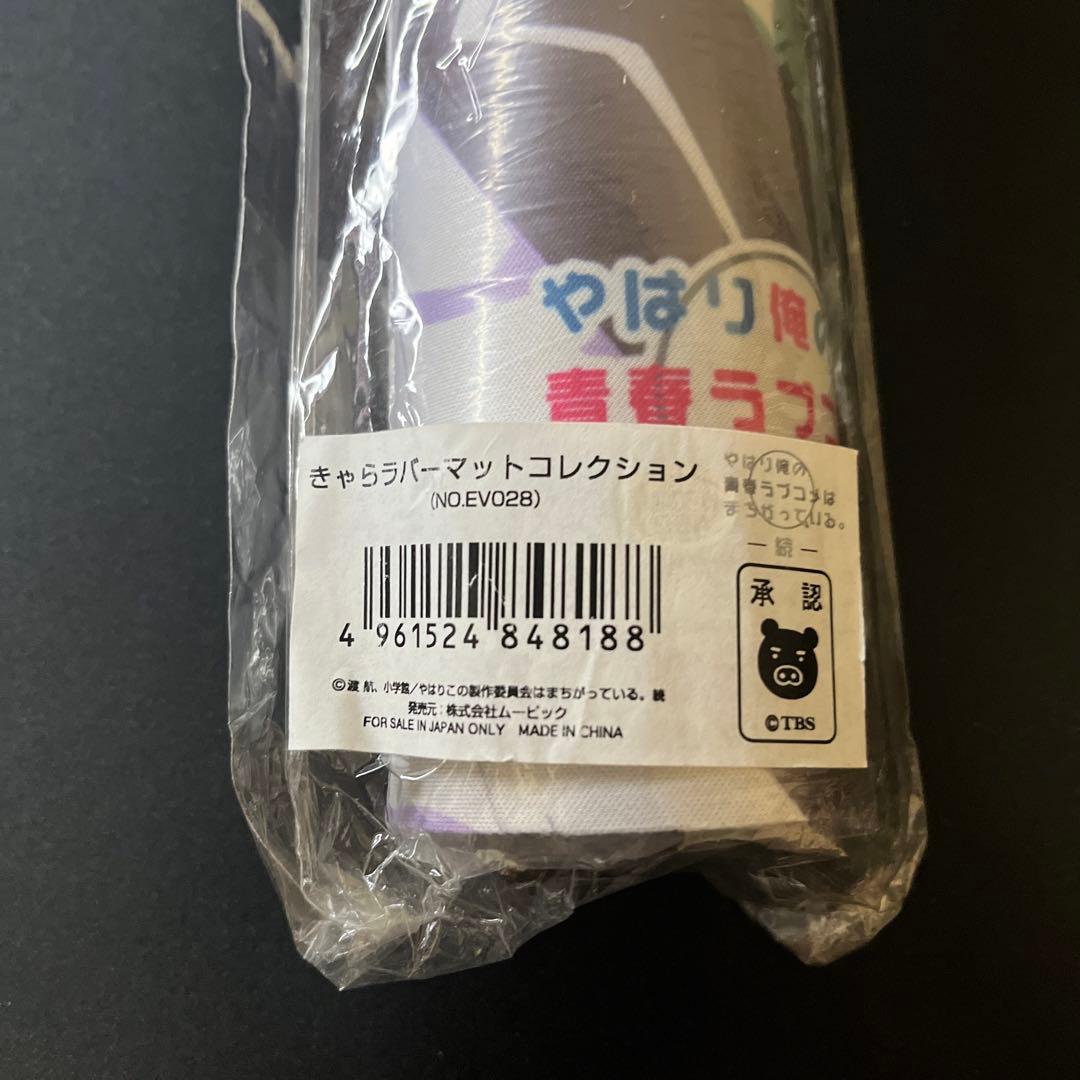 やはり俺の
青春ラブコ
きゃらラバーマットコレクション
(NO.EV028)
やはり俺の
青春ラブコメは
まちがっている。
— 続 —
承 認
4 961524 848188
©TBS
©渡 航、小学館/やはりこの製作委員会はまちがっている。続
発売元:株式会社ムービック
FOR SALE IN JAPAN ONLY MADE IN CHINA